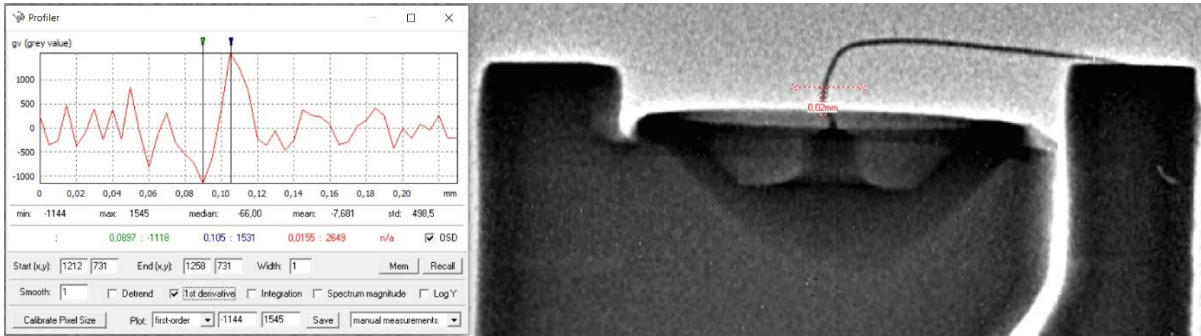 Profiler
gv (grey value)
1000
500
0
-500
-1000
0 0,02 0,04 0,06 0,08 0,10 0,12 0,14 0,16 0,18 0,20 mm
min: -1144 max: 1545 median: -66,00 mean: -7,681 std: 498,5
: 0,0897 : -1118 0,105 : 1531 0,0155 : 2649 n/a OSD
Start (x,y): 1212 731 End (x,y): 1258 731 Width: 1 Mem Recall
Smooth: 1 Detrend 1st derivative Integration Spectrum magnitude Log Y
Calibrate Pixel Size Plot: first-order -1144 1545 Save manual measurements
0,02mm